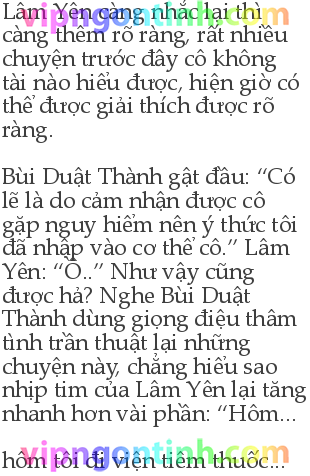 Lâm Yên càng nhắc lại thì
vipngontinh.com
càng thêm rõ ràng, rất nhiều
chuyện trước đây cô không
tài nào hiểu được, hiện giờ có
thể được giải thích được rõ
ràng.
Bùi Duật Thành gật đầu: “Có
lẽ là do cảm nhận được cô
gặp nguy hiểm nên ý thức tôi
đã nhập vào cơ thể cô.” Lâm
Yên: “Ồ..” Như vậy cũng
được hả? Nghe Bùi Duật
Thành dùng giọng điệu thâm
tình trần thuật lại những
chuyện này, chẳng hiểu sao
nhịp tim của Lâm Yên lại tăng
nhanh hơn vài phần: “Hôm...
vipngontinh.com
hôm tôi đi viện tiêm thuốc...